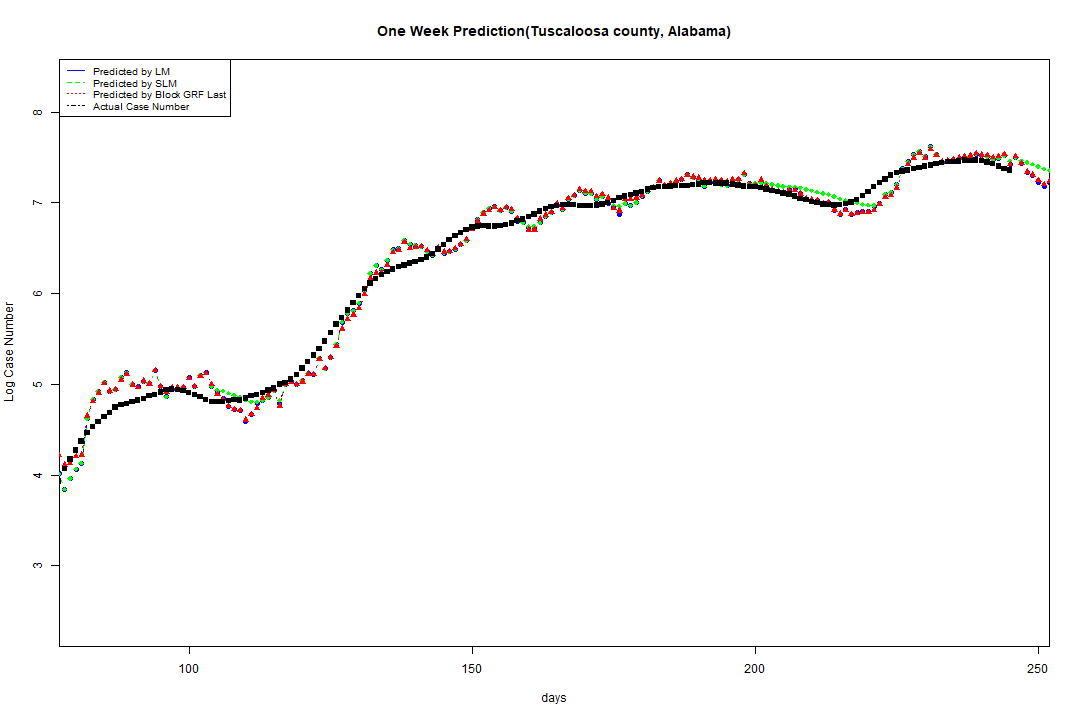 One Week Prediction(Tuscaloosa county, Alabama)
Predicted by LM
Predicted by SLM
Predicted by Block GRF Last
Actual Case Number
8
7
6
5
4
3
Log Case Number
100 150 200 250
days